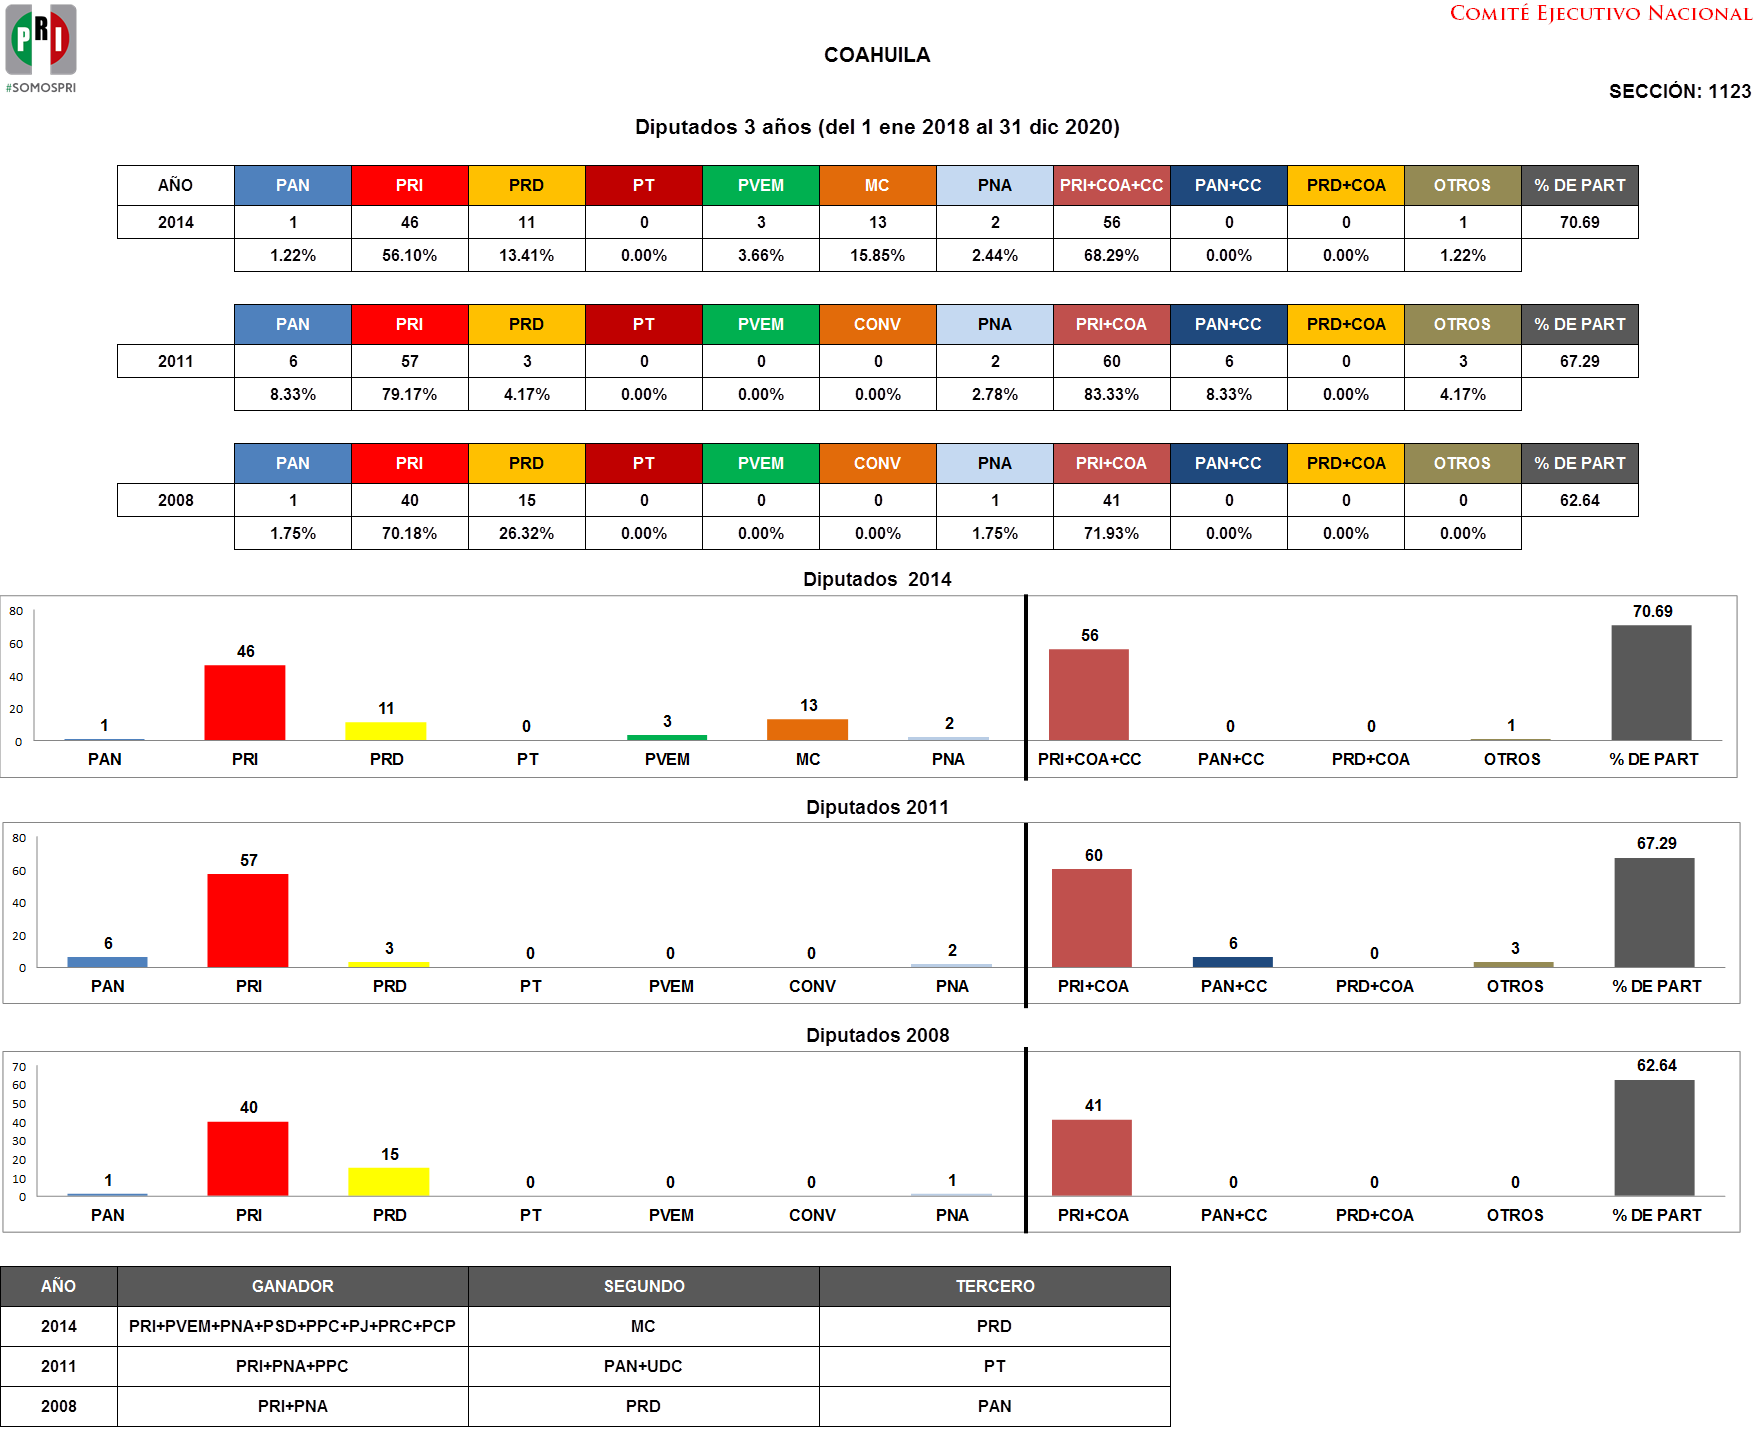 PRI
#SOMOSPRI
COMITÉ EJECUTIVO NACIONAL
COAHUILA
SECCIÓN: 1123
Diputados 3 años (del 1 ene 2018 al 31 dic 2020)
AÑO PAN PRI PRD PT PVEM MC PNA PRI+COA+CC PAN+CC PRD+COA OTROS % DE PART
2014 1 46 11 0 3 13 2 56 0 0 1 70.69
1.22% 56.10% 13.41% 0.00% 3.66% 15.85% 2.44% 68.29% 0.00% 0.00% 1.22%
PAN PRI PRD PT PVEM CONV PNA PRI+COA PAN+CC PRD+COA OTROS % DE PART
2011 6 57 3 0 0 0 2 60 6 0 3 67.29
8.33% 79.17% 4.17% 0.00% 0.00% 0.00% 2.78% 83.33% 8.33% 0.00% 4.17%
PAN PRI PRD PT PVEM CONV PNA PRI+COA PAN+CC PRD+COA OTROS % DE PART
2008 1 40 15 0 0 0 1 41 0 0 0 62.64
1.75% 70.18% 26.32% 0.00% 0.00% 0.00% 1.75% 71.93% 0.00% 0.00% 0.00%
Diputados 2014
80
60
40
20
0
1 46 11 0 3 13 2 56 0 0 1 70.69
PAN PRI PRD PT PVEM MC PNA PRI+COA+CC PAN+CC PRD+COA OTROS % DE PART
Diputados 2011
80
60
40
20
0
6 57 3 0 0 0 2 60 6 0 3 67.29
PAN PRI PRD PT PVEM CONV PNA PRI+COA PAN+CC PRD+COA OTROS % DE PART
Diputados 2008
70
60
50
40
30
20
10
0
1 40 15 0 0 0 1 41 0 0 0 62.64
PAN PRI PRD PT PVEM CONV PNA PRI+COA PAN+CC PRD+COA OTROS % DE PART
AÑO GANADOR SEGUNDO TERCERO
2014 PRI+PVEM+PNA+PSD+PPC+PJ+PRC+PCP MC PRD
2011 PRI+PNA+PPC PAN+UDC PT
2008 PRI+PNA PRD PAN